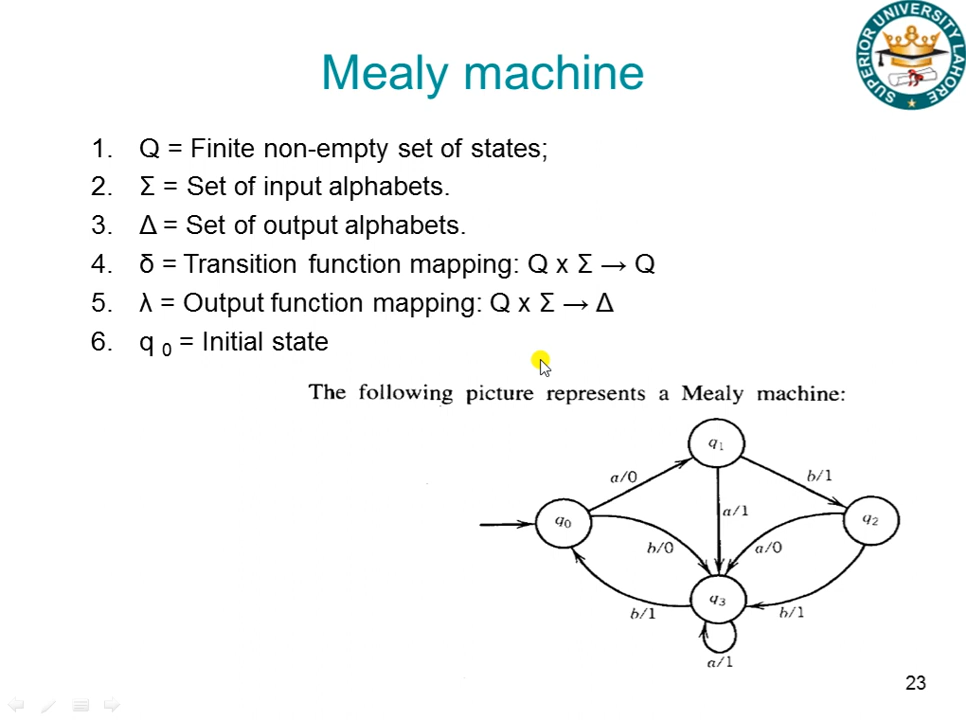 SUPERIOR UNIVERSITY LAHORE
Mealy machine
1. Q = Finite non-empty set of states;
2. Σ = Set of input alphabets.
3. Δ = Set of output alphabets.
4. δ = Transition function mapping: Q x Σ → Q
5. λ = Output function mapping: Q x Σ → Δ
6. q 0 = Initial state
The following picture represents a Mealy machine:
q1
a/0
b/1
q0
a/1
q2
b/0
a/0
q3
b/1
b/1
a/1
23